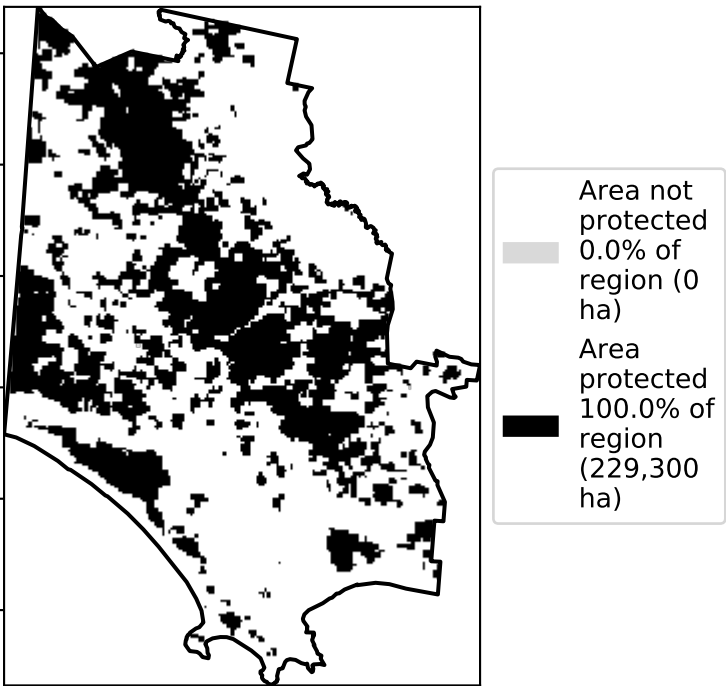 Area not
protected
0.0% of
region (0
ha)
Area
protected
100.0% of
region
(229,300
ha)